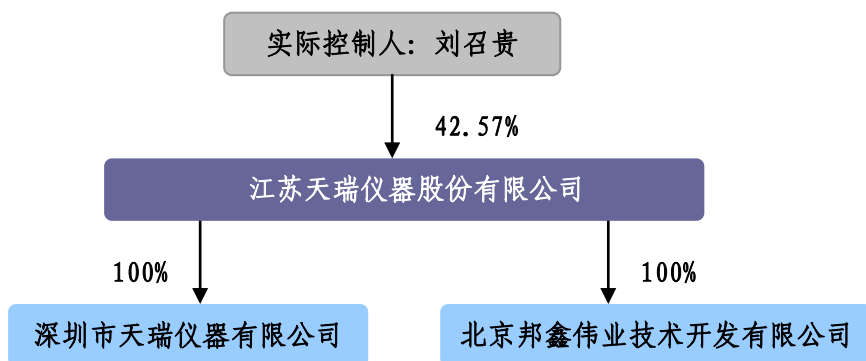 实际控制人：刘召贵
42.57%
江苏天瑞仪器股份有限公司
100%
100%
深圳市天瑞仪器有限公司
北京邦鑫伟业技术开发有限公司